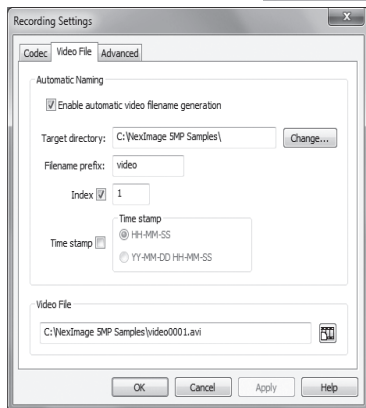 Recording Settings
X
Codec Video File Advanced
Automatic Naming
Enable automatic video filename generation
Target directory: C:\NexImage 5MP Samples\ Change...
Filename prefix: video
Index 1
Time stamp
Time stamp HH-MM-SS
YY-MM-DD HH-MM-SS
Video File
C:\NexImage 5MP Samples\video0001.avi
OK Cancel Apply Help